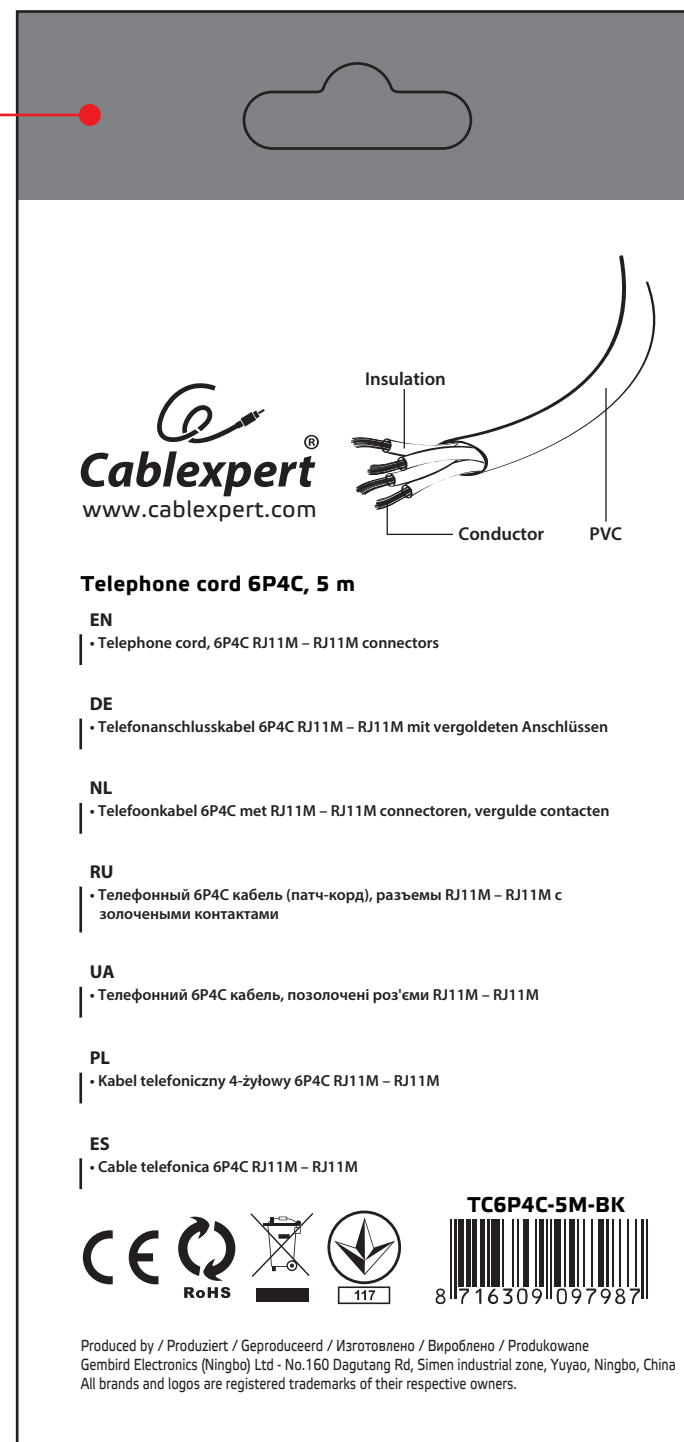 Insulation
®
Cablexpert
www.cablexpert.com
Conductor
PVC
Telephone cord 6P4C, 5 m
EN
• Telephone cord, 6P4C RJ11M – RJ11M connectors
DE
• Telefonanschlusskabel 6P4C RJ11M – RJ11M mit vergoldeten Anschlüssen
NL
• Telefoonkabel 6P4C met RJ11M – RJ11M connectoren, vergulde contacten
RU
• Телефонный 6P4C кабель (патч-корд), разъемы RJ11M – RJ11M с
золочеными контактами
UA
• Телефонний 6P4C кабель, позолочені роз'єми RJ11M – RJ11M
PL
• Kabel telefoniczny 4-żyłowy 6P4C RJ11M – RJ11M
ES
• Cable telefonica 6P4C RJ11M – RJ11M
TC6P4C-5M-BK
CE
RoHS
117
8 716309 097987
Produced by / Produziert / Geproduceerd / Изготовлено / Вироблено / Produkowane
Gembird Electronics (Ningbo) Ltd - No.160 Dagutang Rd, Simen industrial zone, Yuyao, Ningbo, China
All brands and logos are registered trademarks of their respective owners.